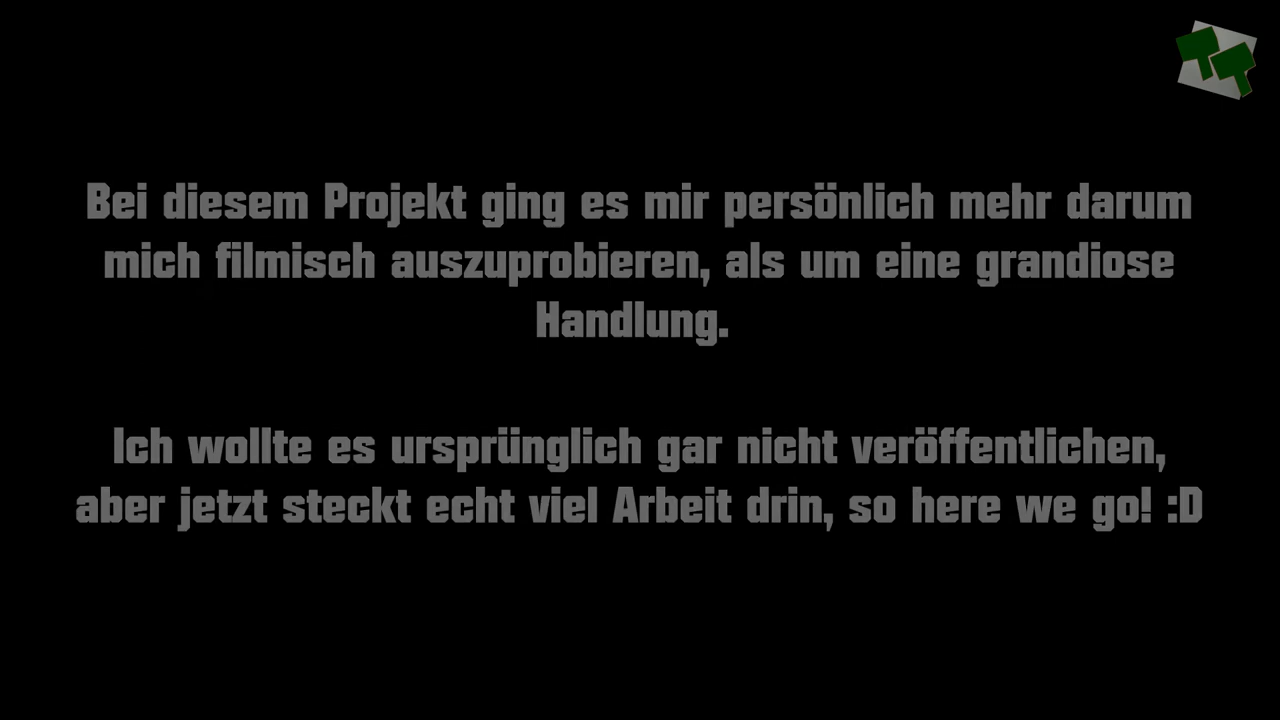 Bei diesem Projekt ging es mir persönlich mehr darum
mich filmisch auszuprobieren, als um eine grandiose
Handlung.
Ich wollte es ursprünglich gar nicht veröffentlichen,
aber jetzt steckt echt viel Arbeit drin, so here we go! :D